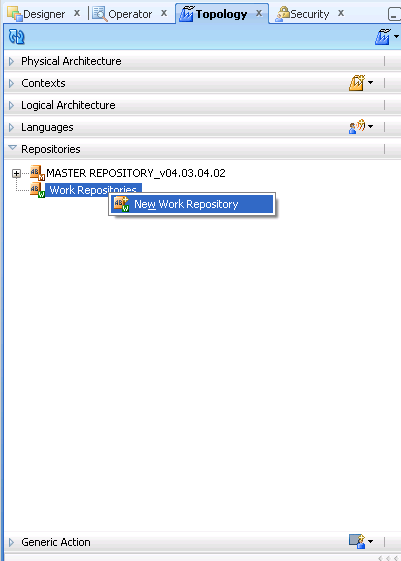 Designer x Operator x Topology x Security x
Physical Architecture
Contexts
Logical Architecture
Languages
Repositories
MASTER REPOSITORY_v04.03.04.02
Work Repositories
New Work Repository
Generic Action